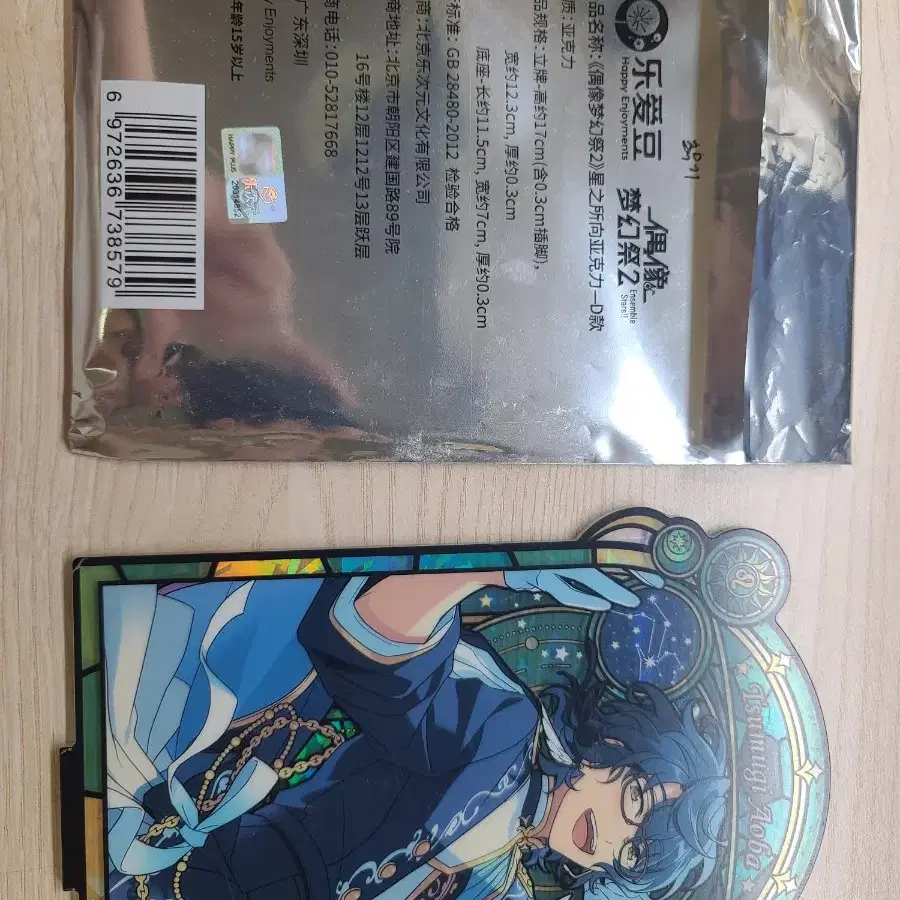 乐爱豆
Happy Enjoyments
偶像
梦幻祭2
Ensemble
Stars!!
品名称:《偶像梦幻祭2》星之所向亚克力—D款
质:亚克力
品规格:立牌-高约17cm(含0.3cm插脚),
宽约12.3cm, 厚约0.3cm
底座-长约11.5cm, 宽约7cm, 厚约0.3cm
标准: GB 28480-2012 检验合格
商:北京乐次元文化有限公司
商地址:北京市朝阳区建国路89号院
16号楼12层1212号13层跃层
商电话:010-52817668
广东深圳
y Enjoyments
年龄15岁以上
HAPPY PLUS
6 972636 738579
Tsumugi Aoba